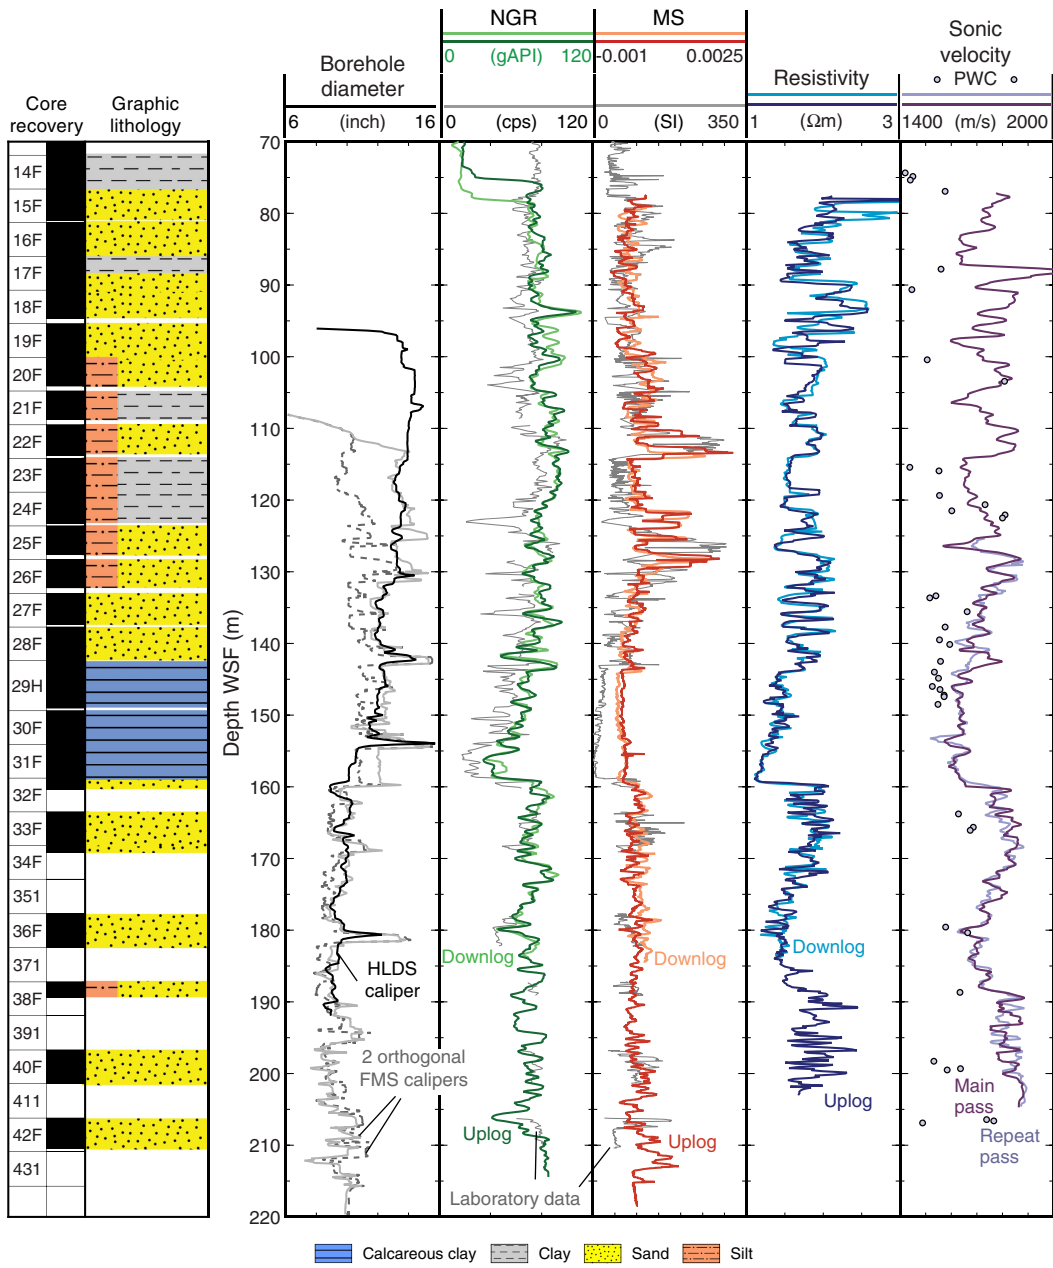 NGR
MS
Sonic
velocity
PWC
0 (gAPI) 120
-0.001 0.0025
Borehole
diameter
Resistivity
Core
recovery
Graphic
lithology
6 (inch) 16
0 (cps) 120
0 (SI) 350
1 (Ωm) 3
1400 (m/s) 2000
Depth WSF (m)
70
80
90
100
110
120
130
140
150
160
170
180
190
200
210
220
14F
15F
16F
17F
18F
19F
20F
21F
22F
23F
24F
25F
26F
27F
28F
29H
30F
31F
32F
33F
34F
351
36F
371
38F
391
40F
411
42F
431
HLDS
caliper
2 orthogonal
FMS calipers
Downlog
Uplog
Laboratory data
Downlog
Uplog
Downlog
Uplog
Main
pass
Repeat
pass
Calcareous clay
Clay
Sand
Silt